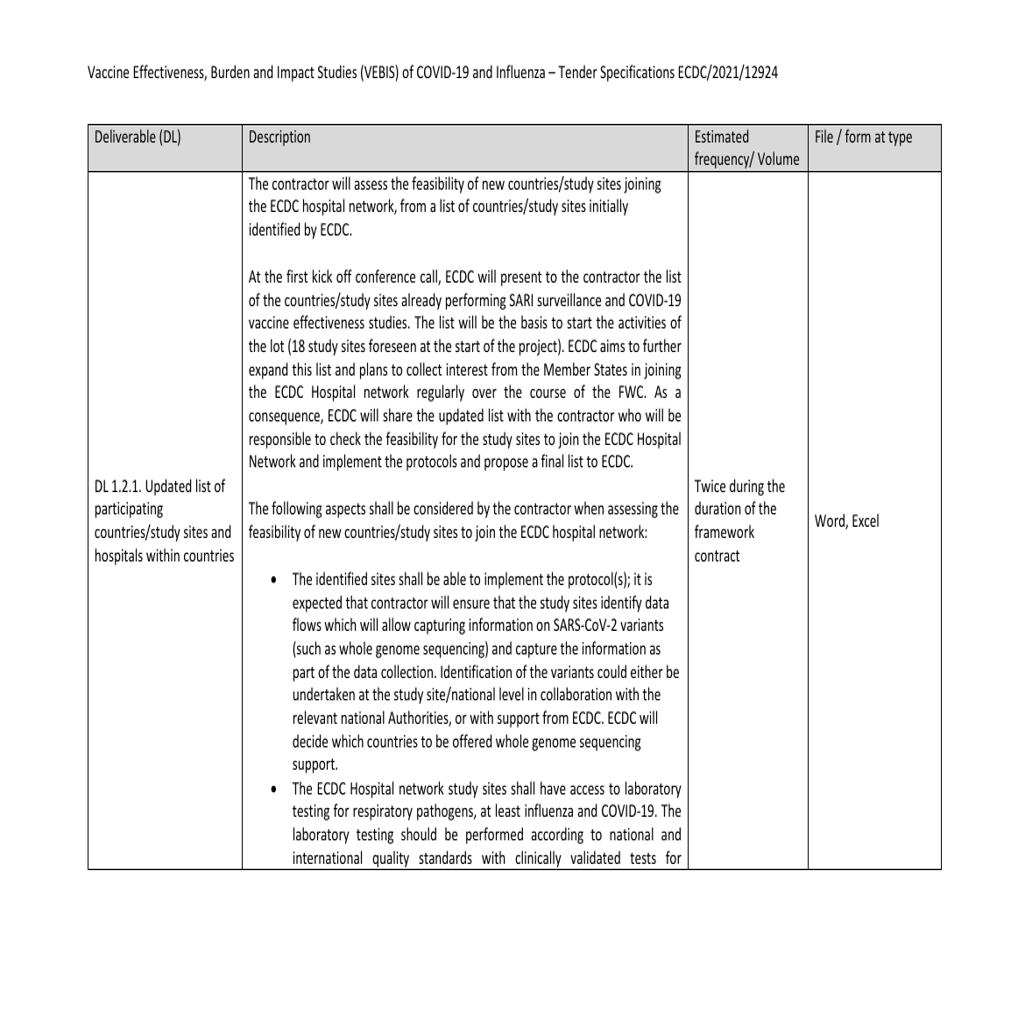 Vaccine Effectiveness, Burden and Impact Studies (VEBIS) of COVID-19 and Influenza – Tender Specifications ECDC/2021/12924
Deliverable (DL)
Description
Estimated
frequency/ Volume
File / form at type
DL 1.2.1. Updated list of
participating
countries/study sites and
hospitals within countries
The contractor will assess the feasibility of new countries/study sites joining
the ECDC hospital network, from a list of countries/study sites initially
identified by ECDC.
At the first kick off conference call, ECDC will present to the contractor the list
of the countries/study sites already performing SARI surveillance and COVID-19
vaccine effectiveness studies. The list will be the basis to start the activities of
the lot (18 study sites foreseen at the start of the project). ECDC aims to further
expand this list and plans to collect interest from the Member States in joining
the ECDC Hospital network regularly over the course of the FWC. As a
consequence, ECDC will share the updated list with the contractor who will be
responsible to check the feasibility for the study sites to join the ECDC Hospital
Network and implement the protocols and propose a final list to ECDC.
The following aspects shall be considered by the contractor when assessing the
feasibility of new countries/study sites to join the ECDC hospital network:
• The identified sites shall be able to implement the protocol(s); it is
expected that contractor will ensure that the study sites identify data
flows which will allow capturing information on SARS-CoV-2 variants
(such as whole genome sequencing) and capture the information as
part of the data collection. Identification of the variants could either be
undertaken at the study site/national level in collaboration with the
relevant national Authorities, or with support from ECDC. ECDC will
decide which countries to be offered whole genome sequencing
support.
• The ECDC Hospital network study sites shall have access to laboratory
testing for respiratory pathogens, at least influenza and COVID-19. The
laboratory testing should be performed according to national and
international quality standards with clinically validated tests for
Twice during the
duration of the
framework
contract
Word, Excel